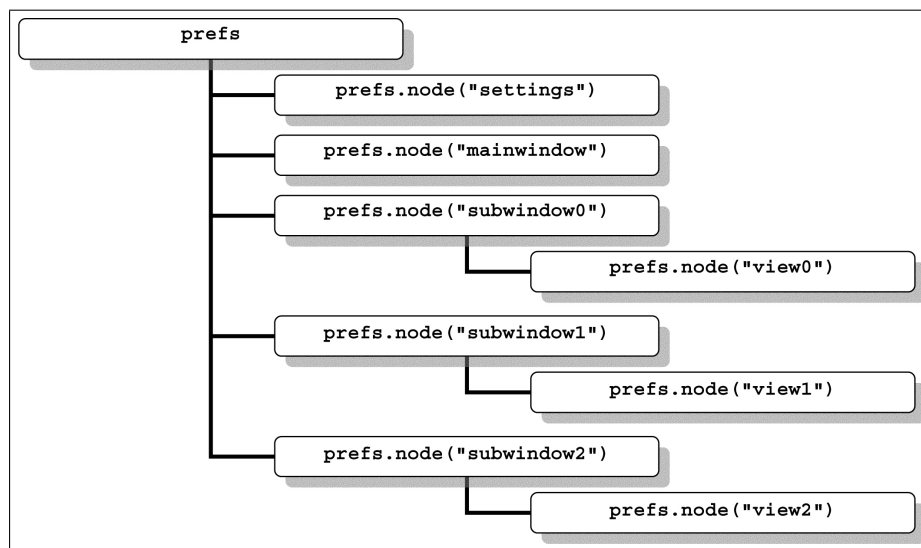 prefs
prefs.node("settings")
prefs.node("mainwindow")
prefs.node("subwindow0")
prefs.node("view0")
prefs.node("subwindow1")
prefs.node("view1")
prefs.node("subwindow2")
prefs.node("view2")